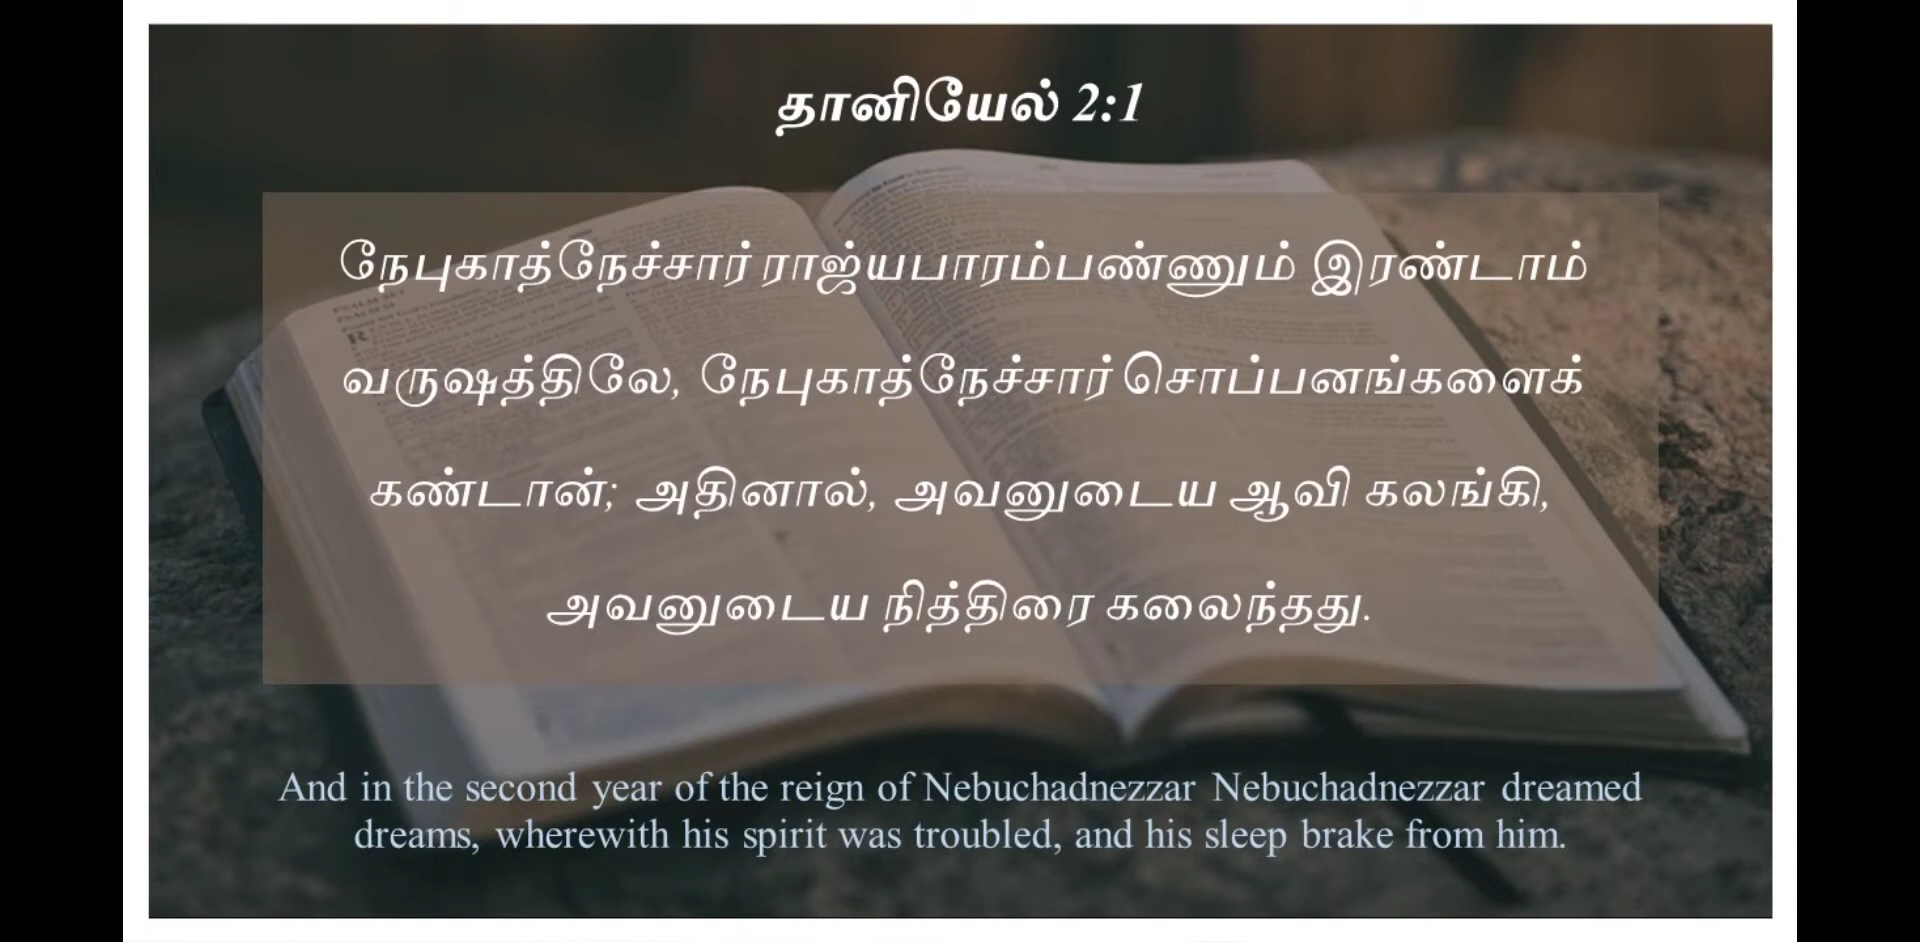 தானியேல் 2:1
நேபுகாத்நேச்சார் ராஜ்யபாரம்பண்ணும் இரண்டாம்
வருஷத்திலே, நேபுகாத்நேச்சார் சொப்பனங்களைக்
கண்டான்; அதினால், அவனுடைய ஆவி கலங்கி,
அவனுடைய நித்திரை கலைந்தது.
And in the second year of the reign of Nebuchadnezzar Nebuchadnezzar dreamed
dreams, wherewith his spirit was troubled, and his sleep brake from him.